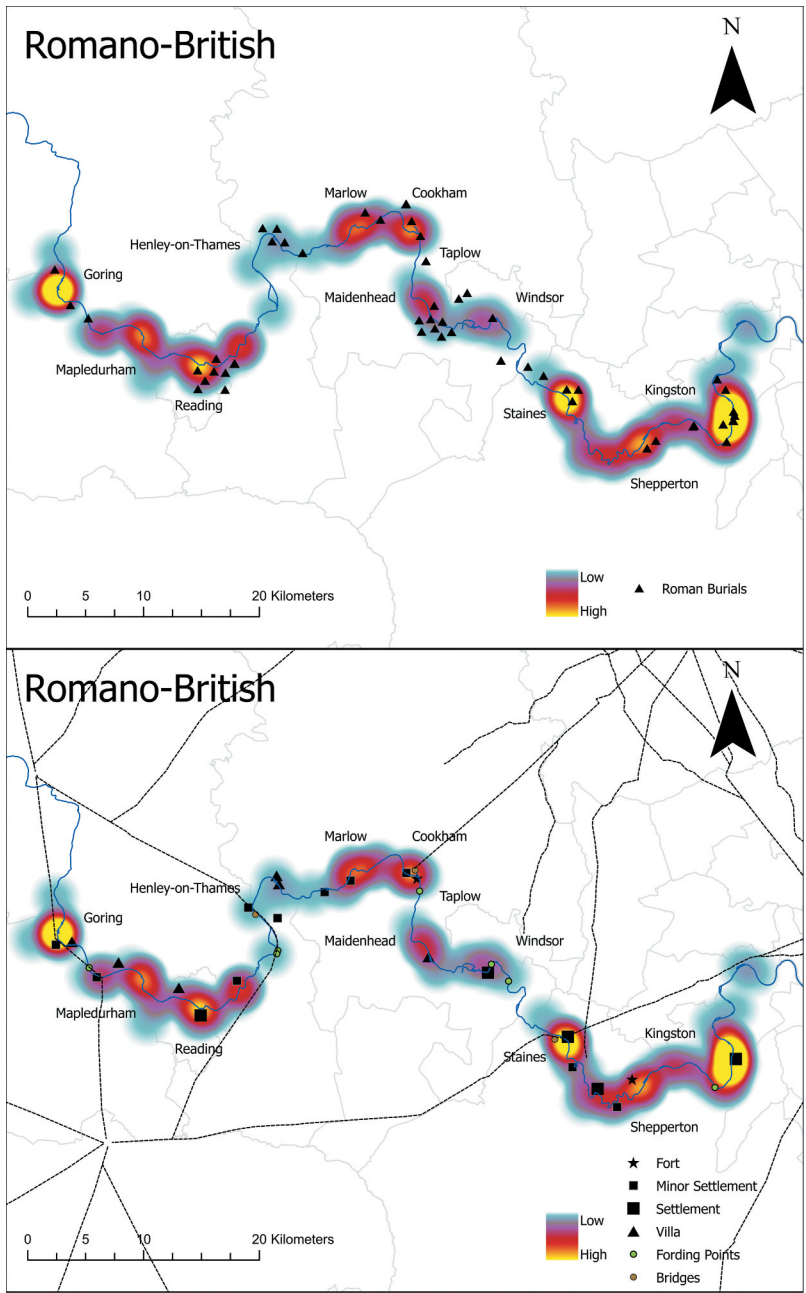 Romano-British
N
Marlow
Cookham
Henley-on-Thames
Taplow
Goring
Maidenhead
Windsor
Mapledurham
Kingston
Reading
Staines
Shepperton
Low
High
Roman Burials
0 5 10 20 Kilometers
Romano-British
N
Marlow
Cookham
Henley-on-Thames
Taplow
Goring
Maidenhead
Windsor
Mapledurham
Kingston
Reading
Staines
Shepperton
Fort
Minor Settlement
Settlement
Low
High
Villa
Fording Points
Bridges
0 5 10 20 Kilometers